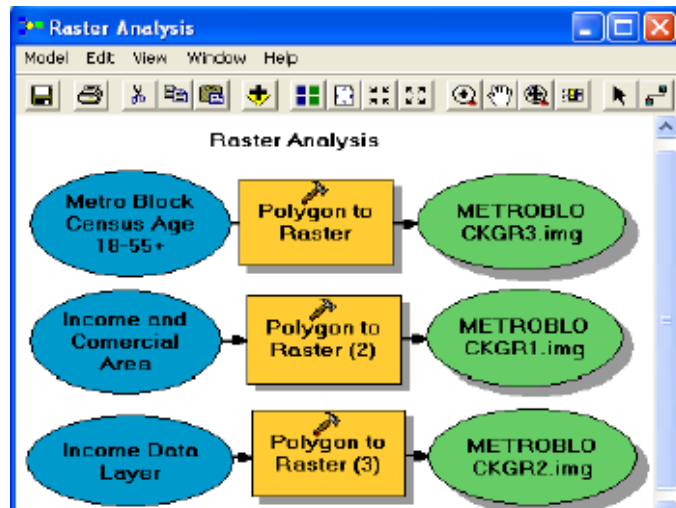 Raster Analysis
Model Edit View Window Help
Raster Analysis
Metro Block
Census Age
18-55+
Polygon to
Raster
METROBLO
CKGR3.img
Income and
Comercial
Area
Polygon to
Raster (2)
METROBLO
CKGR1.img
Income Data
Layer
Polygon to
Raster (3)
METROBLO
CKGR2.img